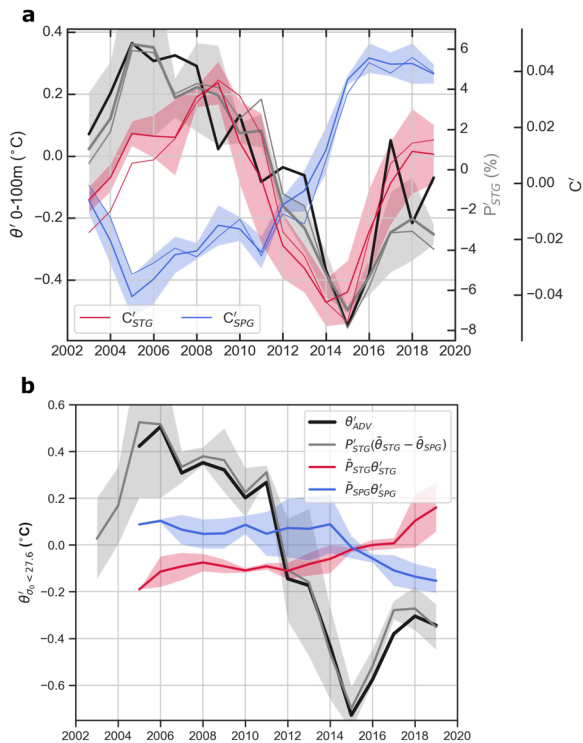 a
0.4
0.2
0.0
−0.2
−0.4
θ′ 0-100m (°C)
6
4
2
0
−2
−4
−6
−8
P′STG (%)
0.04
0.02
0.00
−0.02
−0.04
C′
C′STG
C′SPG
2002 2004 2006 2008 2010 2012 2014 2016 2018 2020
b
0.6
0.4
0.2
0.0
−0.2
−0.4
−0.6
θ′σ0 < 27.6 (°C)
θ′ADV
P′STG(θ̄STG − θ̄SPG)
P̄STGθ′STG
P̄SPGθ′SPG
2002 2004 2006 2008 2010 2012 2014 2016 2018 2020